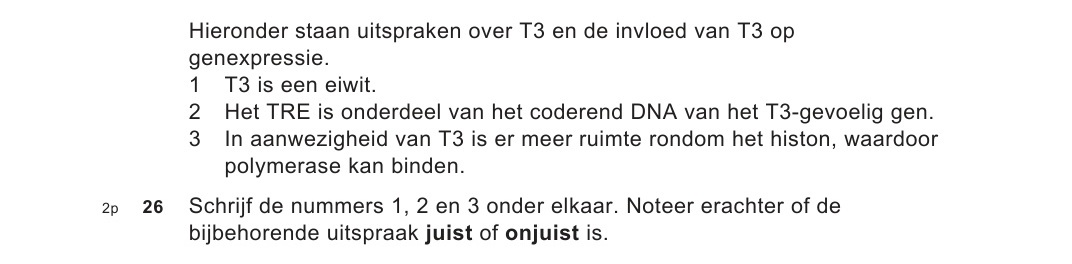 Hieronder staan uitspraken over T3 en de invloed van T3 op
genexpressie.
1 T3 is een eiwit.
2 Het TRE is onderdeel van het coderend DNA van het T3-gevoelig gen.
3 In aanwezigheid van T3 is er meer ruimte rondom het histon, waardoor
polymerase kan binden.
2p 26 Schrijf de nummers 1, 2 en 3 onder elkaar. Noteer erachter of de
bijbehorende uitspraak juist of onjuist is.